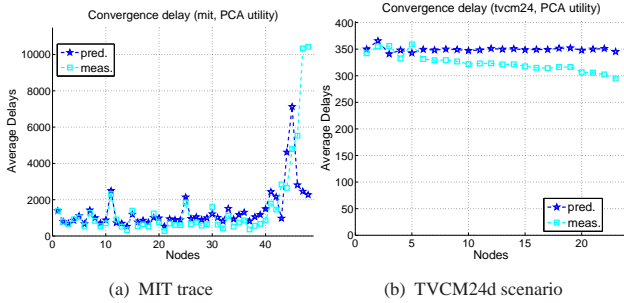 Convergence delay (mit, PCA utility)
pred.
meas.
Average Delays
10000
8000
6000
4000
2000
0
0 10 20 30 40
Nodes
(a) MIT trace
Convergence delay (tvcm24, PCA utility)
Average Delays
400
350
300
250
200
150
100
50
0
pred.
meas.
0 5 10 15 20
Nodes
(b) TVCM24d scenario